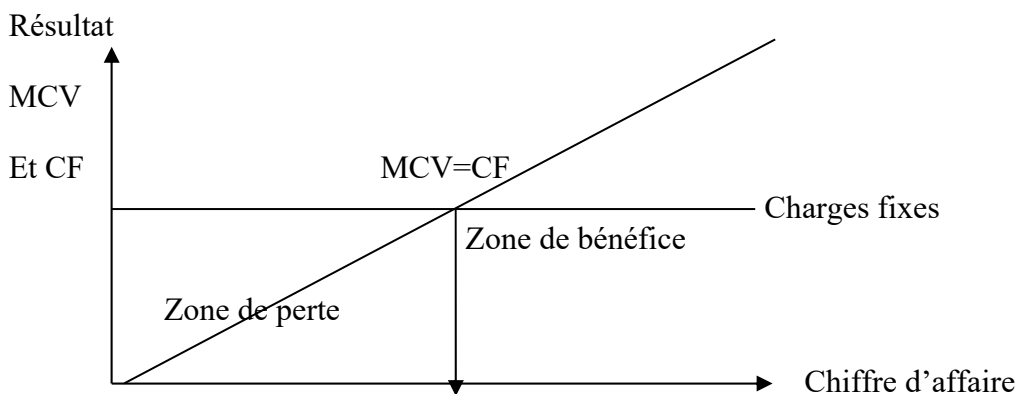 Résultat
MCV
Et CF
MCV=CF
Charges fixes
Zone de bénéfice
Zone de perte
Chiffre d’affaire